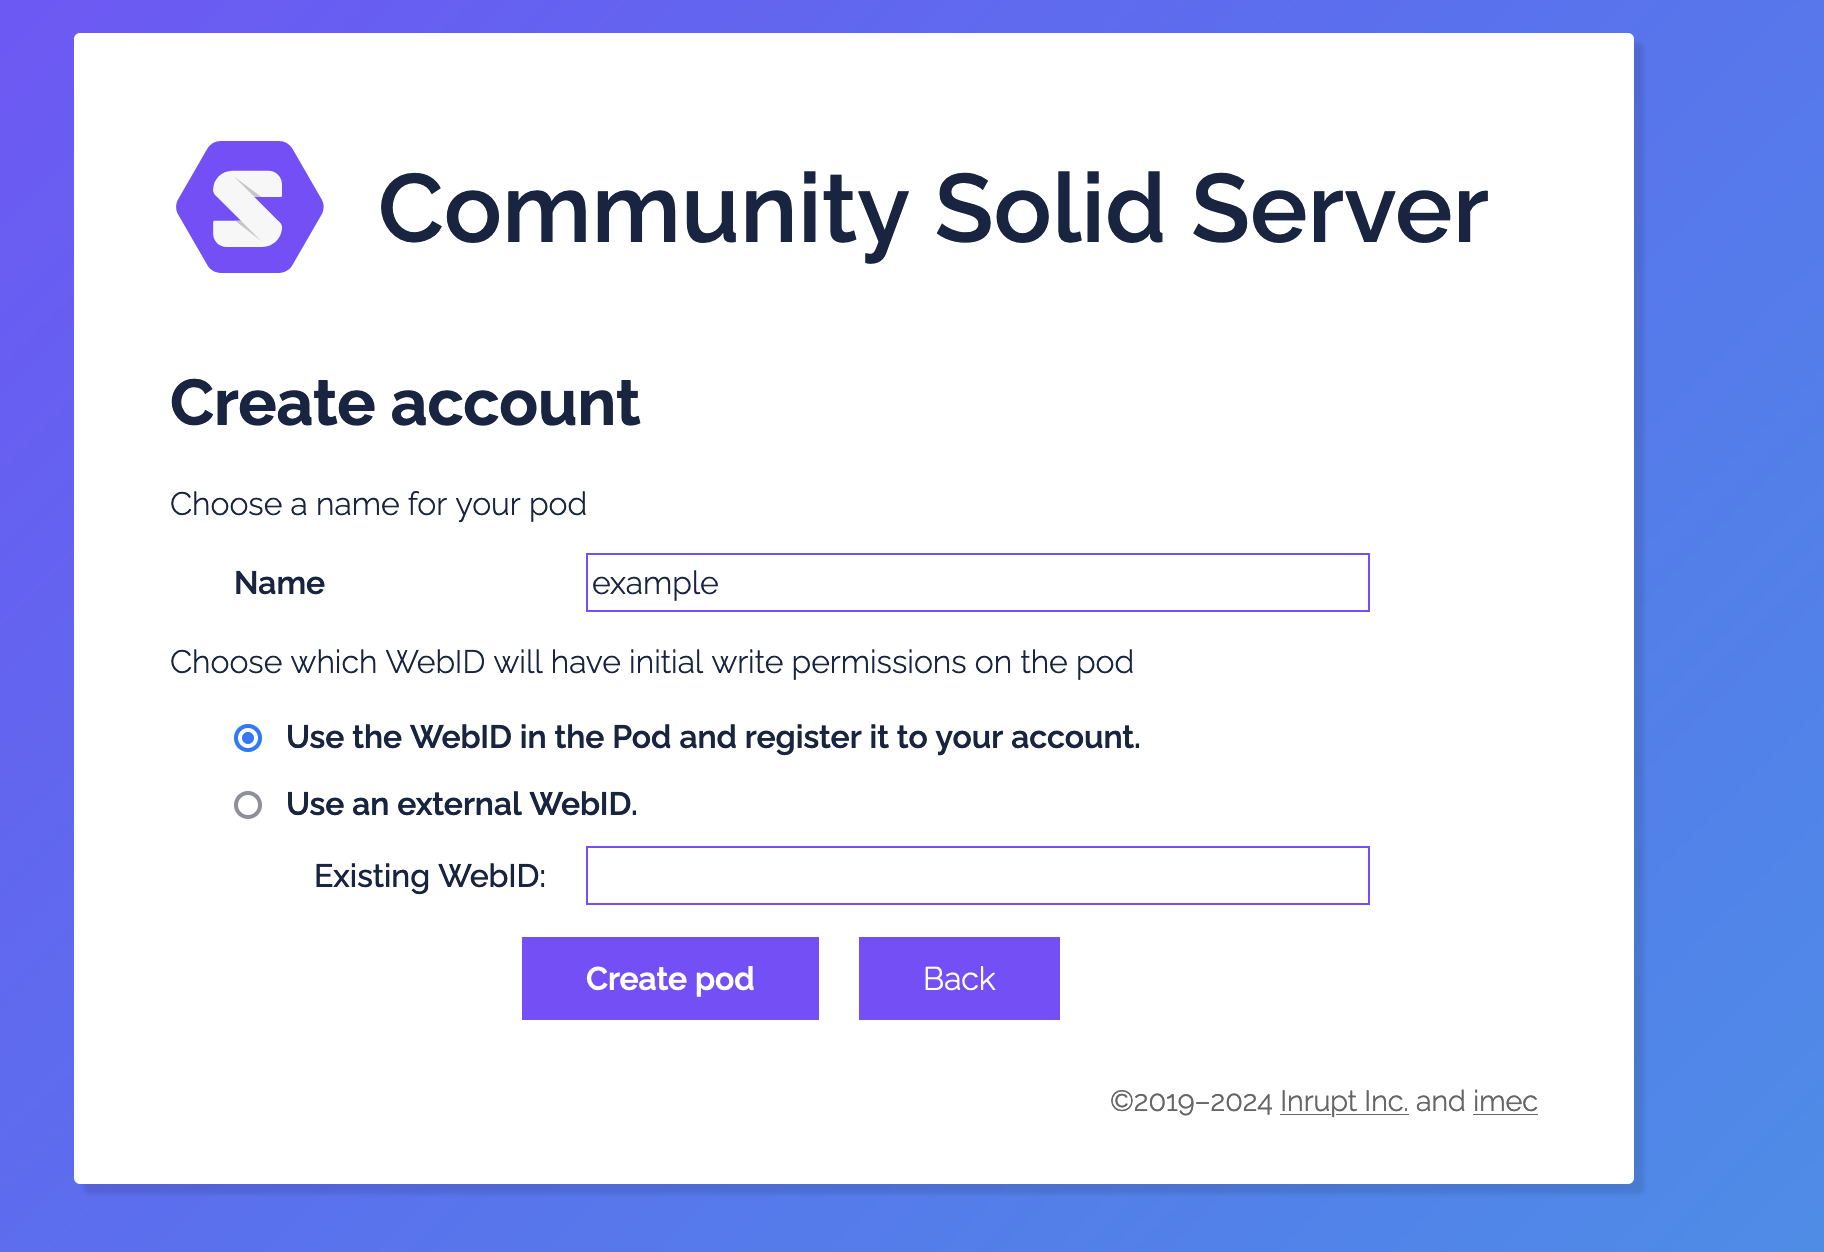 Community Solid Server
Create account
Choose a name for your pod
Name
example
Choose which WebID will have initial write permissions on the pod
Use the WebID in the Pod and register it to your account.
Use an external WebID.
Existing WebID:
Create pod
Back
©2019–2024 Inrupt Inc. and imec